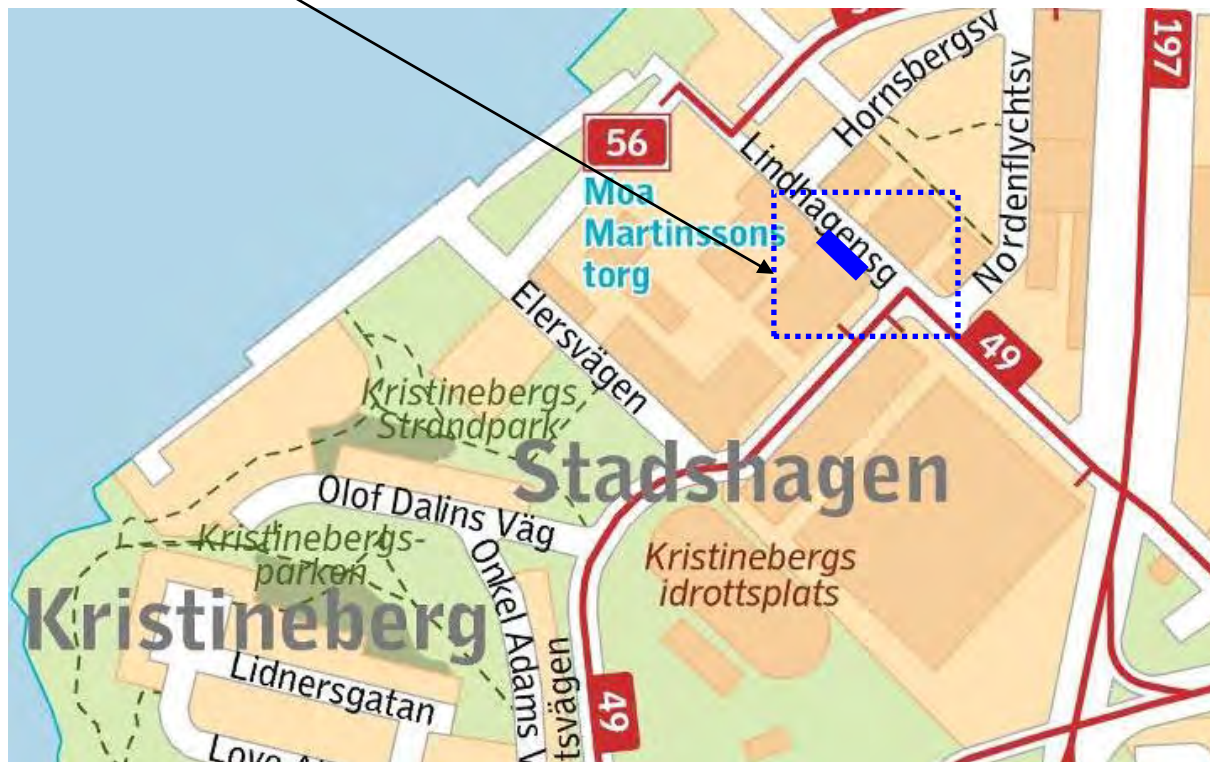 197
Hornsbergsv
Nordenflychtsv
56
Lindhagensg
Moa
Martinssons
torg
Elersvägen
49
Kristinebergs
Strandpark
Stadshagen
Olof Dalins Väg
Kristinebergs-
parken
Onkel Adams V
Kristinebergs
idrottsplats
Kristineberg
Lidnersgatan
tsvägen
49